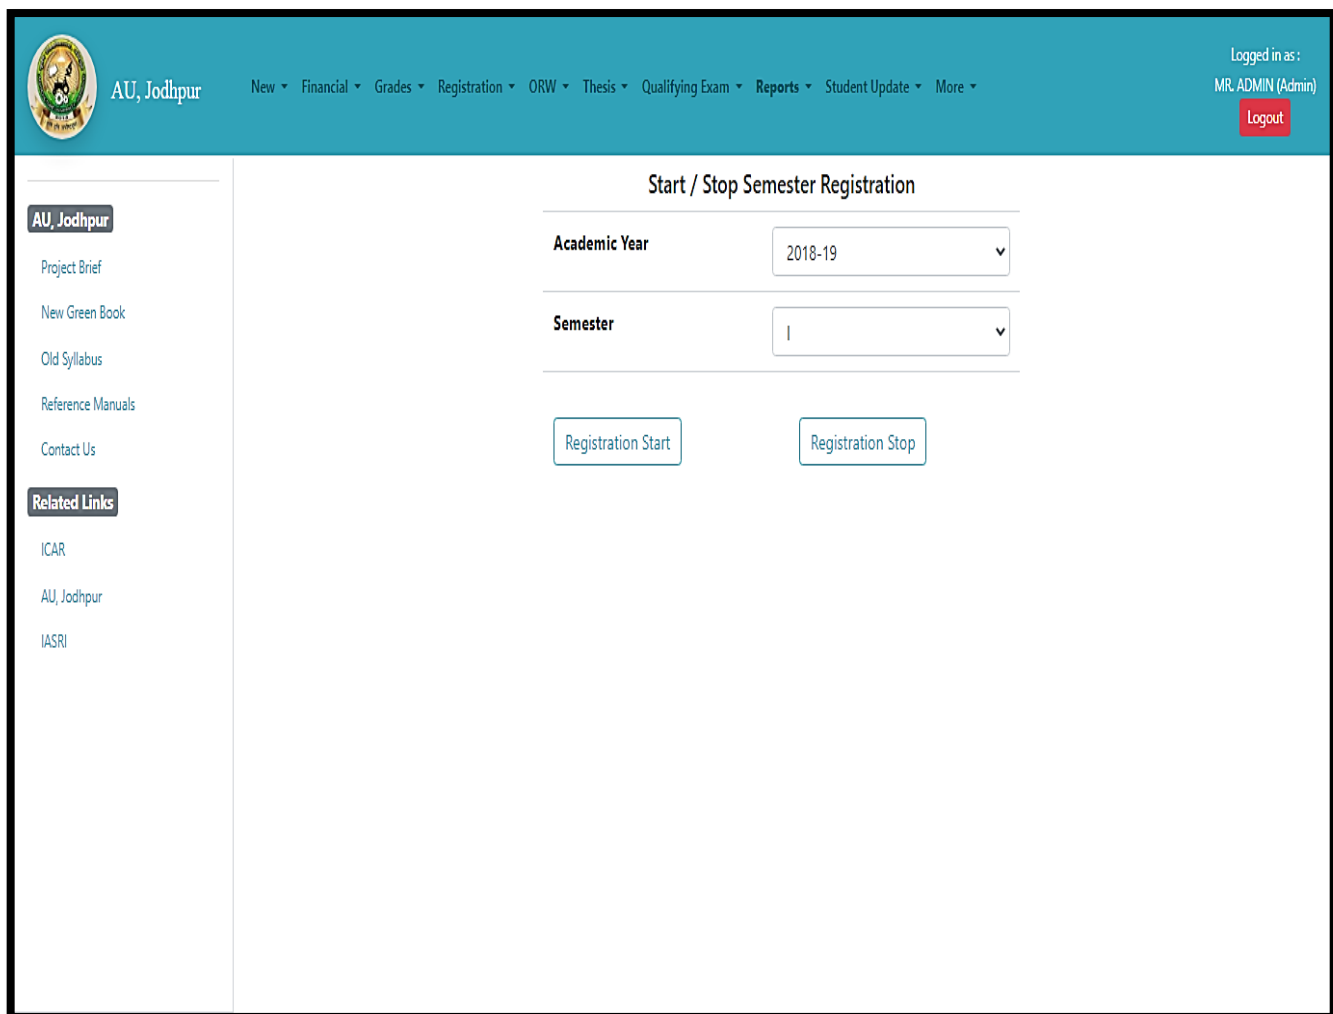 AU, Jodhpur
New Financial Grades Registration ORW Thesis Qualifying Exam Reports Student Update More
Logged in as :
MR. ADMIN (Admin)
Logout
AU, Jodhpur
Project Brief
New Green Book
Old Syllabus
Reference Manuals
Contact Us
Related Links
ICAR
AU, Jodhpur
IASRI
Start / Stop Semester Registration
Academic Year 2018-19
Semester I
Registration Start Registration Stop